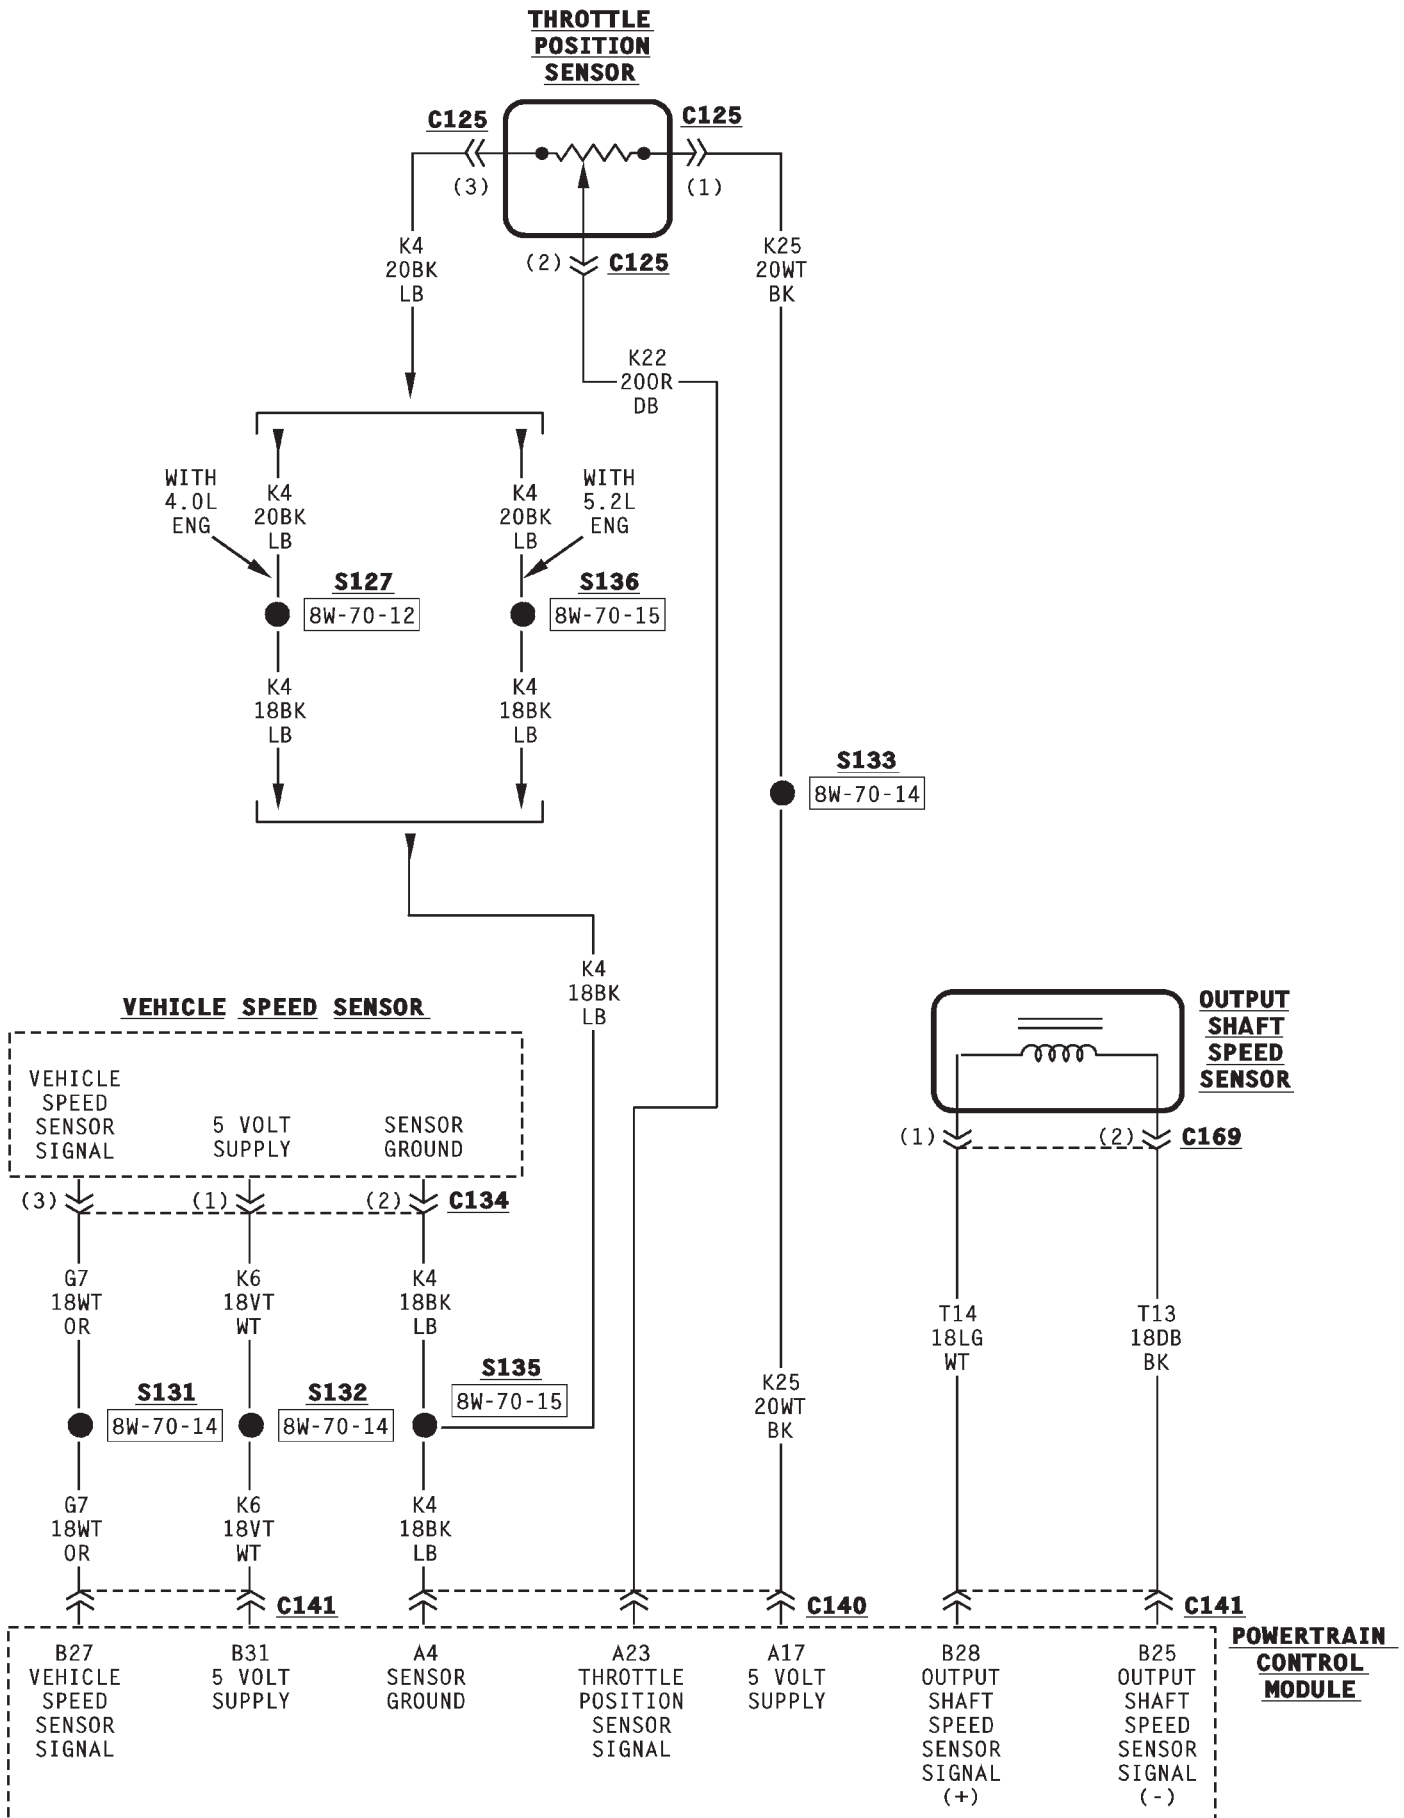 THROTTLE
POSITION
SENSOR
C125
C125
(3)
(1)
K4
20BK
LB
(2)
C125
K25
20WT
BK
K22
20OR
DB
WITH
4.0L
ENG
K4
20BK
LB
K4
20BK
LB
WITH
5.2L
ENG
S127
8W-70-12
S136
8W-70-15
K4
18BK
LB
K4
18BK
LB
S133
8W-70-14
K4
18BK
LB
VEHICLE SPEED SENSOR
VEHICLE
SPEED
SENSOR
SIGNAL
5 VOLT
SUPPLY
SENSOR
GROUND
OUTPUT
SHAFT
SPEED
SENSOR
(1)
(2)
C169
(3)
(1)
(2)
C134
G7
18WT
OR
K6
18VT
WT
K4
18BK
LB
T14
18LG
WT
T13
18DB
BK
S131
8W-70-14
S132
8W-70-14
S135
8W-70-15
K25
20WT
BK
G7
18WT
OR
K6
18VT
WT
K4
18BK
LB
C141
C140
C141
POWERTRAIN
CONTROL
MODULE
B27
VEHICLE
SPEED
SENSOR
SIGNAL
B31
5 VOLT
SUPPLY
A4
SENSOR
GROUND
A23
THROTTLE
POSITION
SENSOR
SIGNAL
A17
5 VOLT
SUPPLY
B28
OUTPUT
SHAFT
SPEED
SENSOR
SIGNAL
(+)
B25
OUTPUT
SHAFT
SPEED
SENSOR
SIGNAL
(-)